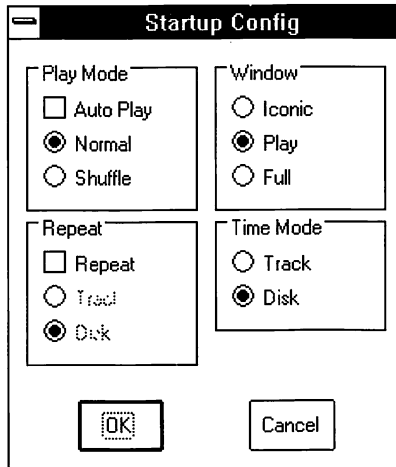 Startup Config
Play Mode
Auto Play
Normal
Shuffle
Window
Iconic
Play
Full
Repeat
Repeat
Track
Disk
Time Mode
Track
Disk
OK
Cancel